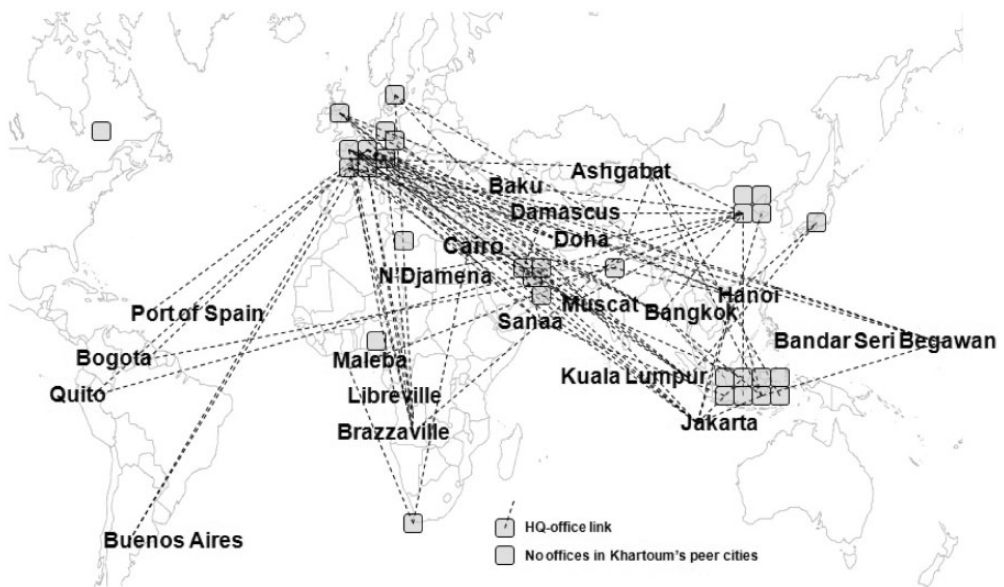 Ashgabat
Baku
Damascus
Doha
Cairo
N Djamena
Hanoi
Muscat
Bangkok
Port of Spain
Sanaa
Bandar Seri Begawan
Bogota
Maleba
Kuala Lumpur
Quito
Libreville
Jakarta
Brazzaville
HQ-office link
Buenos Aires
No offices in Khartoum's peer cities